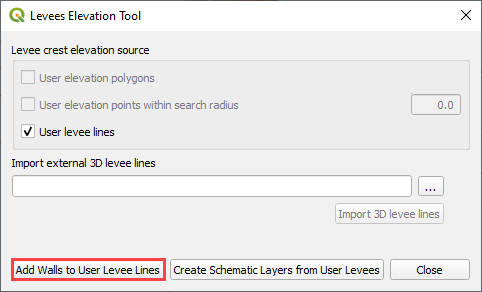 Levees Elevation Tool
Levee crest elevation source
User elevation polygons
User elevation points within search radius
0.0
User levee lines
Import external 3D levee lines
...
Import 3D levee lines
Add Walls to User Levee Lines
Create Schematic Layers from User Levees
Close